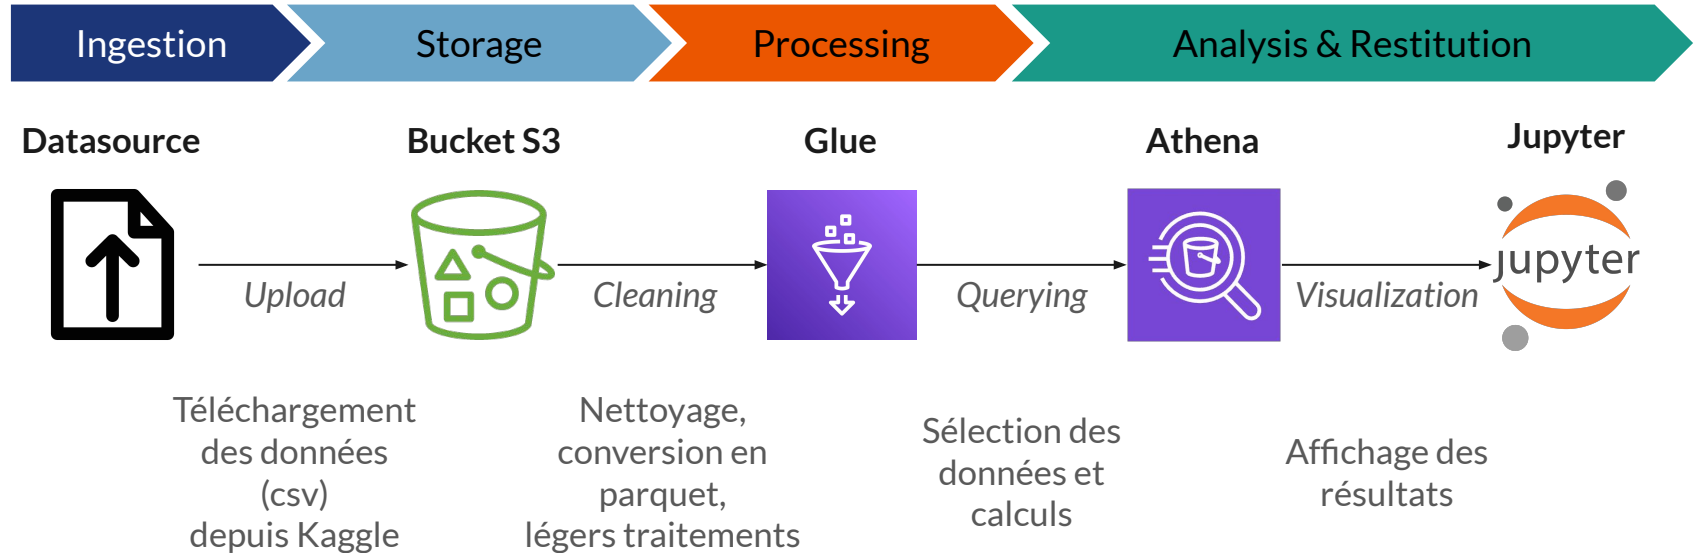 Ingestion
Storage
Processing
Analysis & Restitution
Datasource
Bucket S3
Glue
Athena
Jupyter
jupyter
Upload
Cleaning
Querying
Visualization
Téléchargement
des données
(csv)
depuis Kaggle
Nettoyage,
conversion en
parquet,
légers traitements
Sélection des
données et
calculs
Affichage des
résultats